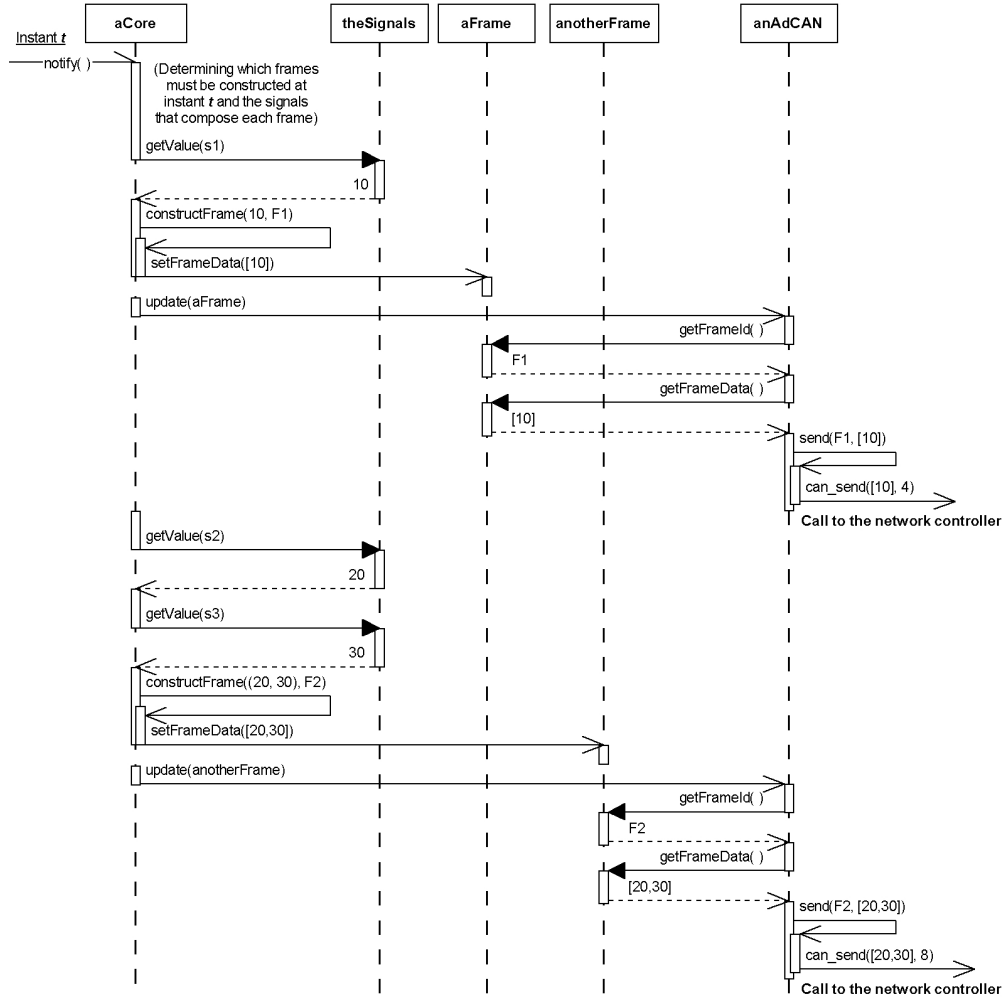 aCore
theSignals
aFrame
anotherFrame
anAdCAN
Instant t
notify( )
(Determining which frames
must be constructed at
instant t and the signals
that compose each frame)
getValue(s1)
10
constructFrame(10, F1)
setFrameData([10])
update(aFrame)
getFrameId( )
F1
getFrameData( )
[10]
send(F1, [10])
can_send([10], 4)
Call to the network controller
getValue(s2)
20
getValue(s3)
30
constructFrame((20, 30), F2)
setFrameData([20,30])
update(anotherFrame)
getFrameId( )
F2
getFrameData( )
[20,30]
send(F2, [20,30])
can_send([20,30], 8)
Call to the network controller